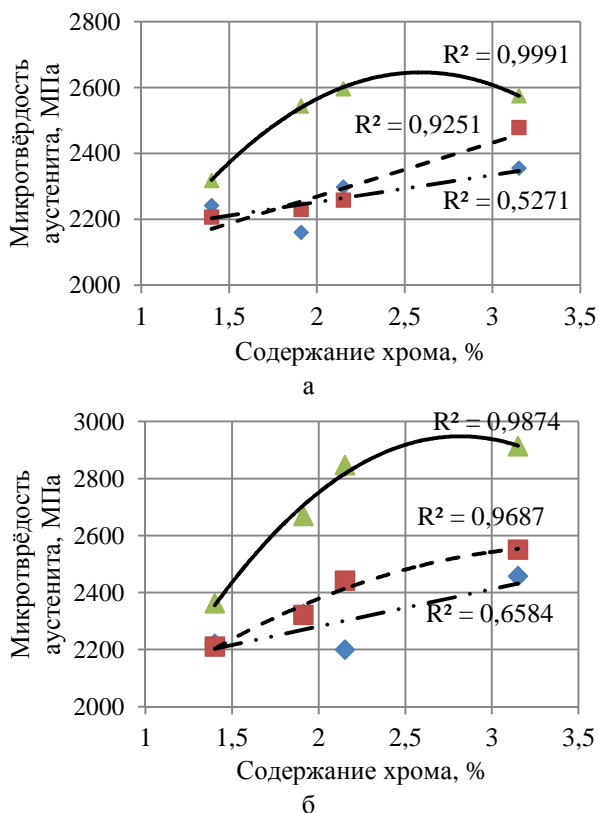 Микротвёрдость
аустенита, МПа
2800
2600
2400
2200
2000
R² = 0,9991
R² = 0,9251
R² = 0,5271
1 1,5 2 2,5 3 3,5
Содержание хрома, %
а
Микротврёдость
аустенита, МПа
3000
2800
2600
2400
2200
2000
R² = 0,9874
R² = 0,9687
R² = 0,6584
1 1,5 2 2,5 3 3,5
Содержание хрома, %
б